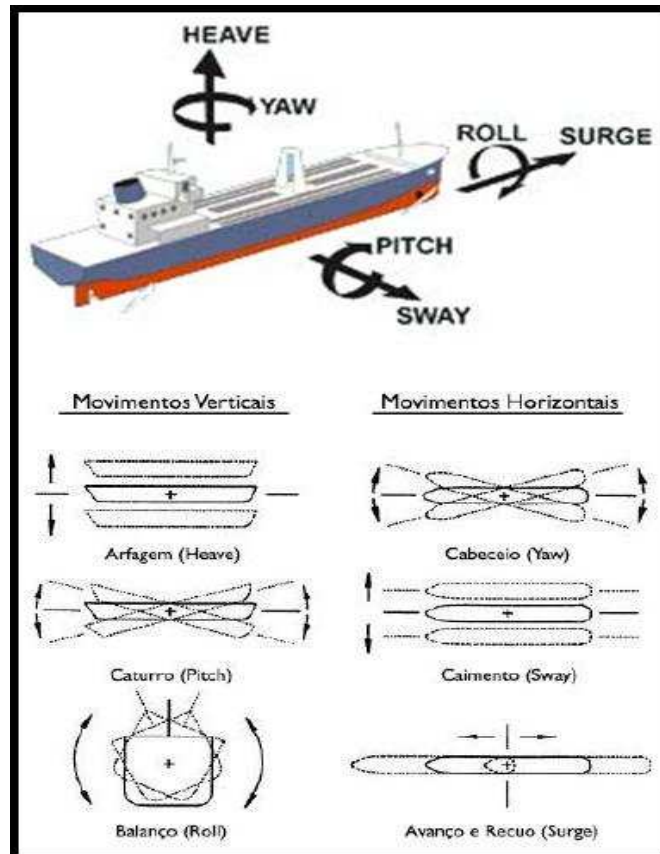 HEAVE
YAW
ROLL
SURGE
PITCH
SWAY
Movimentos Verticais
Movimentos Horizontais
Arfagem (Heave)
Cabeceio (Yaw)
Caturro (Pitch)
Caimento (Sway)
Balanço (Roll)
Avanço e Recuo (Surge)